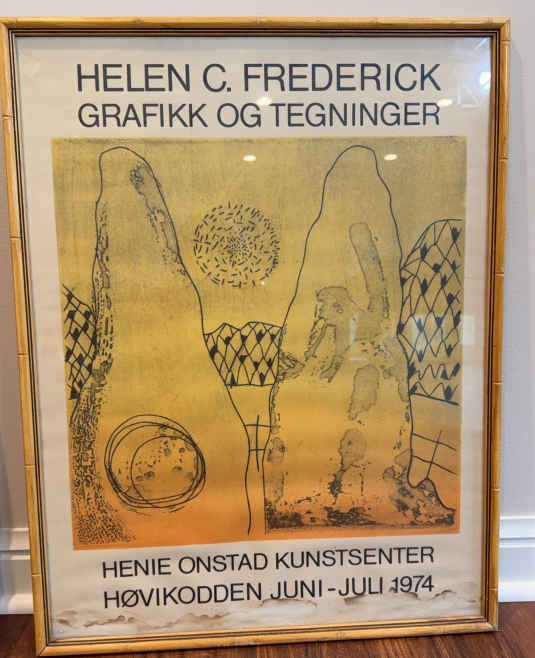 HELEN C. FREDERICK
GRAFIKK OG TEGNINGER
HENIE ONSTAD KUNSTSENTER
HØVIKODDEN JUNI-JULI 1974